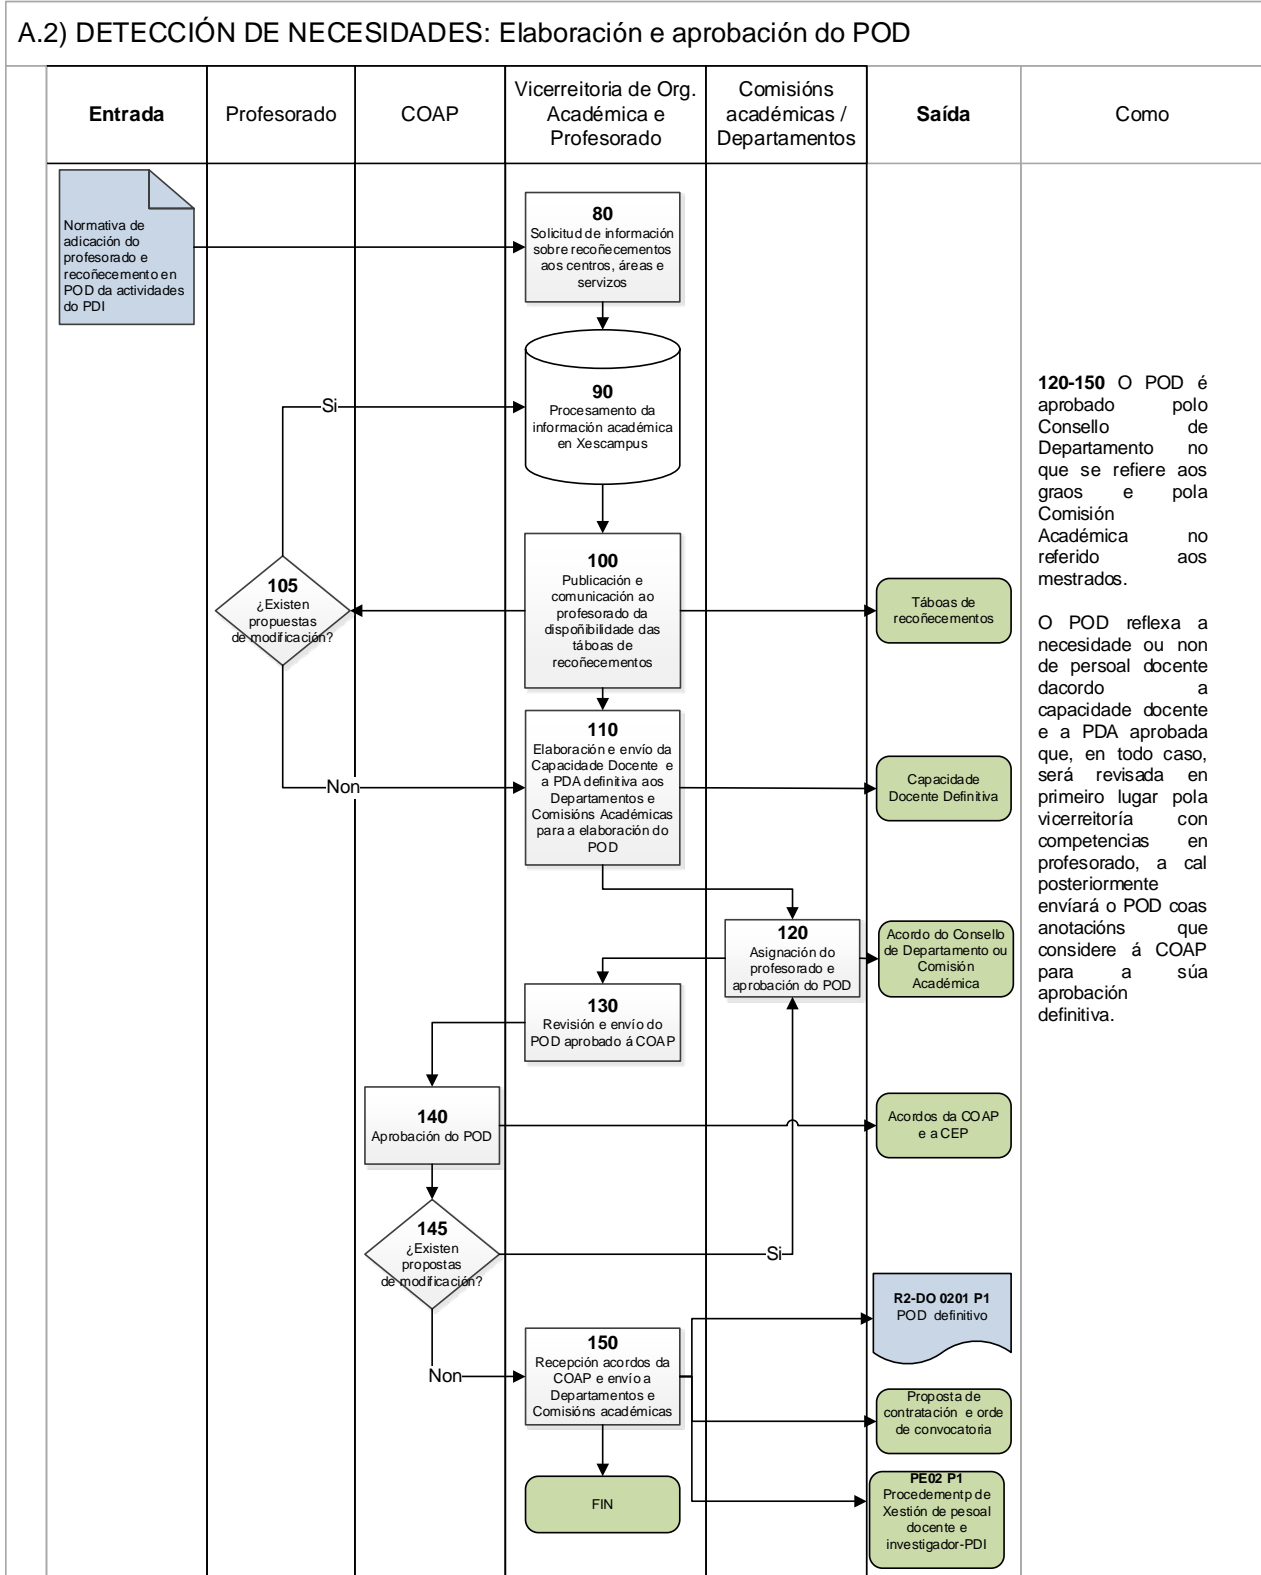 A.2) DETECCIÓN DE NECESIDADES: Elaboración e aprobación do POD
Entrada
Profesorado
COAP
Vicerreitoria de Org.
Académica e
Profesorado
Comisións
académicas /
Departamentos
Saída
Como
Normativa de
adicación do
profesorado e
recoñecemento en
POD da actividades
do PDI
80
Solicitud de información
sobre recoñecementos
aos centros, áreas e
servizos
90
Procesamento da
información académica
en Xescampus
Si
100
Publicación e
comunicación ao
profesorado da
dispoñibilidade das
táboas de
recoñecementos
105
¿Existen
propuestas
de modificación?
Táboas de
recoñecementos
110
Elaboración e envío da
Capacidade Docente e
a PDA definitiva aos
Departamentos e
Comisións Académicas
para a elaboración do
POD
Non
Capacidade
Docente Definitiva
120
Asignación do
profesorado e
aprobación do POD
Acordo do Consello
de Departamento ou
Comisión
Académica
130
Revisión e envío do
POD aprobado á COAP
140
Aprobación do POD
Acordos da COAP
e a CEP
145
¿Existen
propostas
de modificación?
Si
Non
150
Recepción acordos da
COAP e envío a
Departamentos e
Comisións académicas
R2-DO 0201 P1
POD definitivo
Proposta de
contratación e orde
de convocatoria
FIN
PE02 P1
Procedementp de
Xestión de pesoal
docente e
investigador-PDI
120-150 O POD é
aprobado polo
Consello de
Departamento no
que se refiere aos
graos e pola
Comisión
Académica no
referido aos
mestrados.
O POD reflexa a
necesidade ou non
de persoal docente
dacordo a
capacidade docente
e a PDA aprobada
que, en todo caso,
será revisada en
primeiro lugar pola
vicerreitoría con
competencias en
profesorado, a cal
posteriormente
envíará o POD coas
anotacións que
considere á COAP
para a súa
aprobación
definitiva.